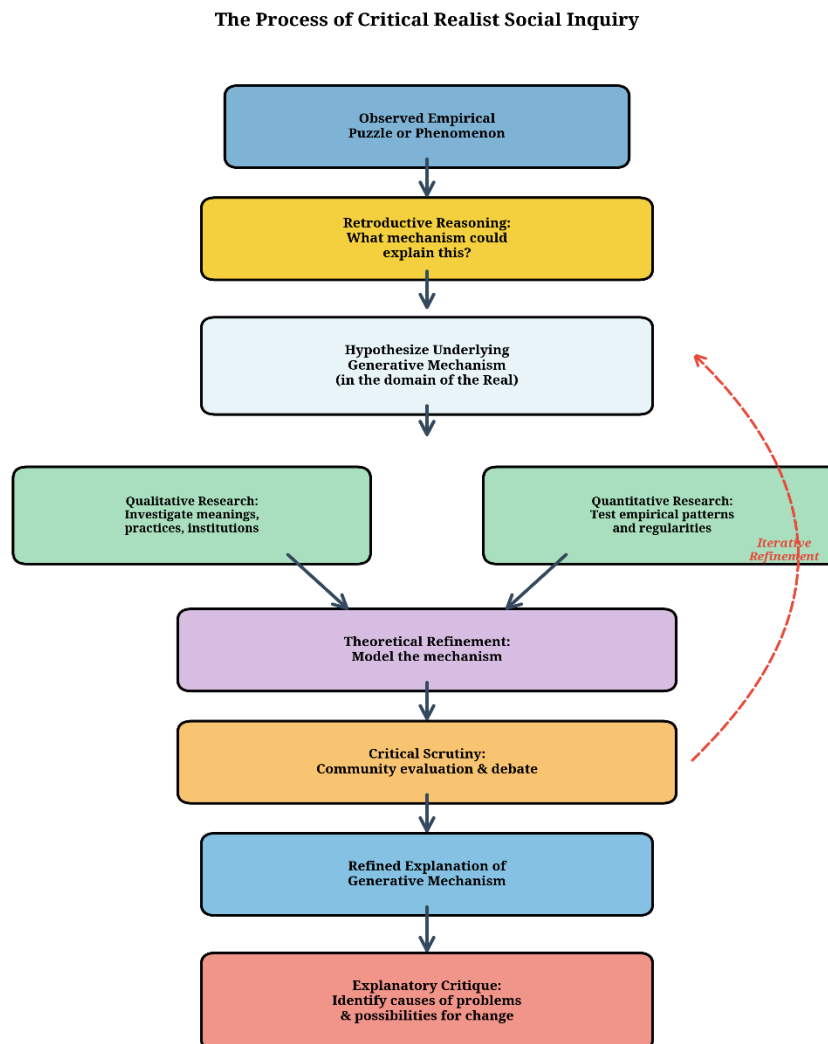 The Process of Critical Realist Social Inquiry
Observed Empirical
Puzzle or Phenomenon
Retroductive Reasoning:
What mechanism could
explain this?
Hypothesize Underlying
Generative Mechanism
(in the domain of the Real)
Qualitative Research:
Investigate meanings,
practices, institutions
Quantitative Research:
Test empirical patterns
and regularities
Iterative
Refinement
Theoretical Refinement:
Model the mechanism
Critical Scrutiny:
Community evaluation & debate
Refined Explanation of
Generative Mechanism
Explanatory Critique:
Identify causes of problems
& possibilities for change